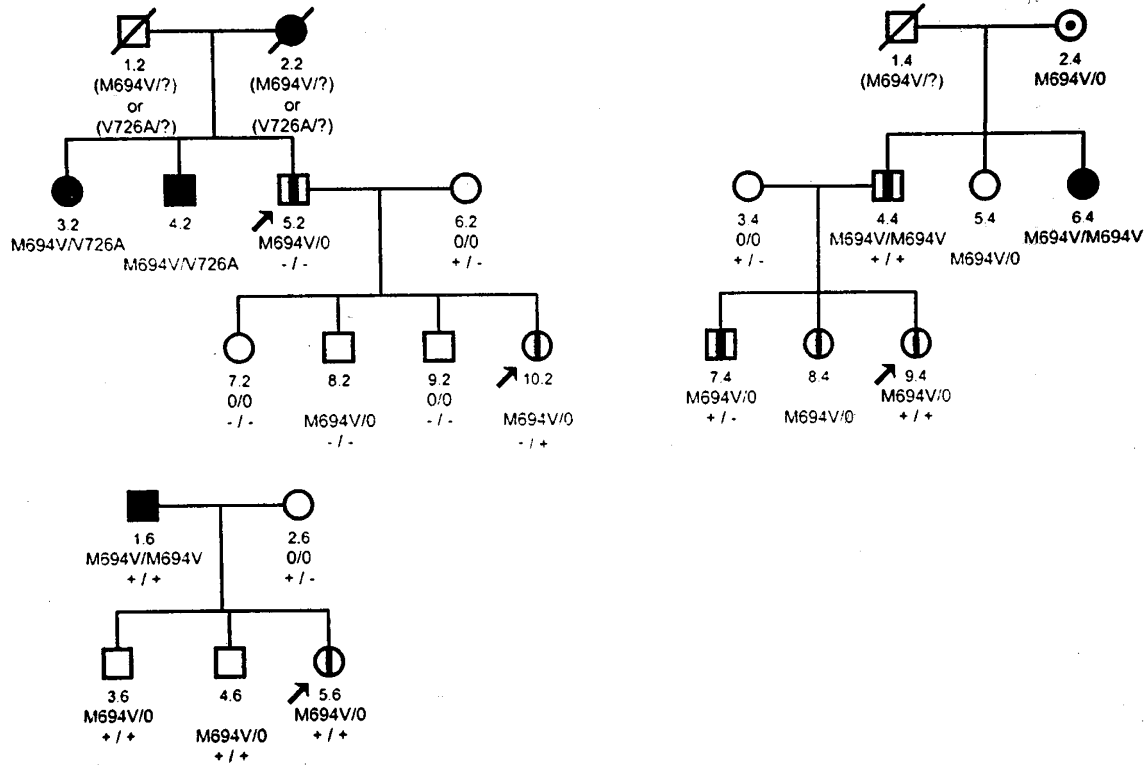 1.2
(M694V/?)
or
(V726A/?)
2.2
(M694V/?)
or
(V726A/?)
3.2
M694V/V726A
4.2
M694V/V726A
5.2
M694V/0
- / -
6.2
0/0
+ / -
7.2
0/0
- / -
8.2
M694V/0
- / -
9.2
0/0
- / -
10.2
M694V/0
- / +
1.4
(M694V/?)
2.4
M694V/0
3.4
0/0
+ / -
4.4
M694V/M694V
+ / +
5.4
M694V/0
6.4
M694V/M694V
7.4
M694V/0
+ / -
8.4
M694V/0
9.4
M694V/0
+ / +
1.6
M694V/M694V
+ / +
2.6
0/0
+ / -
3.6
M694V/0
+ / +
4.6
M694V/0
+ / +
5.6
M694V/0
+ / +